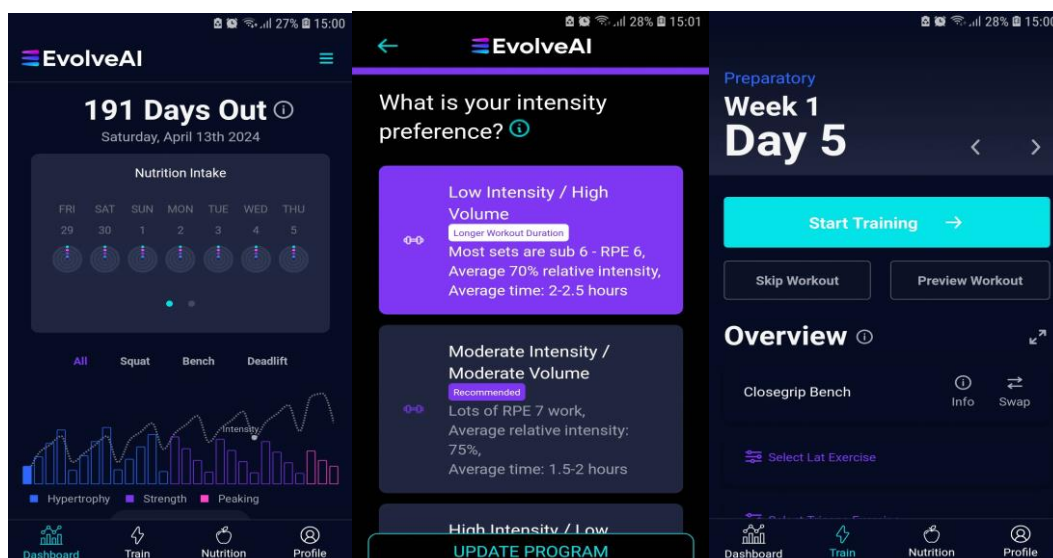 27% 15:00
EvolveAI
191 Days Out
Saturday, April 13th 2024
Nutrition Intake
FRI SAT SUN MON TUE WED THU
29 30 1 2 3 4 5
All Squat Bench Deadlift
Intensity
Hypertrophy Strength Peaking
Dashboard Train Nutrition Profile
28% 15:01
EvolveAI
What is your intensity
preference?
Low Intensity / High
Volume
Longer Workout Duration
Most sets are sub 6 - RPE 6,
Average 70% relative intensity,
Average time: 2-2.5 hours
Moderate Intensity /
Moderate Volume
Recommended
Lots of RPE 7 work,
Average relative intensity:
75%,
Average time: 1.5-2 hours
High Intensity / Low
UPDATE PROGRAM
28% 15:00
Preparatory
Week 1
Day 5
Start Training
Skip Workout Preview Workout
Overview
Closegrip Bench
Info Swap
Select Lat Exercise
Dashboard Train Nutrition Profile